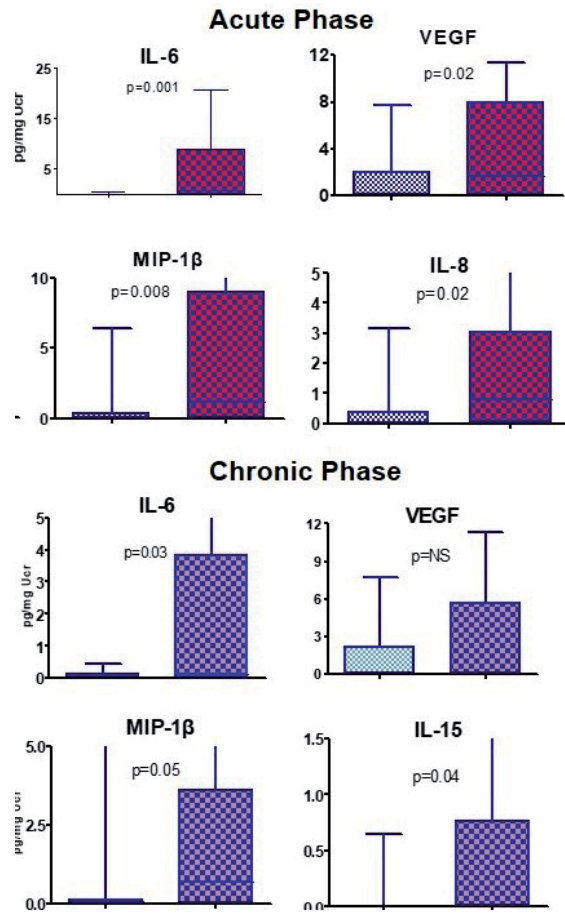 Acute Phase
IL-6
p=0.001
pg/mg Ucr
25
15
5
VEGF
p=0.02
12
8
4
0
MIP-1β
p=0.008
10
5
0
IL-8
p=0.02
5
4
3
2
1
0
Chronic Phase
IL-6
p=0.03
pg/mg Ucr
5
4
3
2
1
0
VEGF
p=NS
12
9
6
3
0
MIP-1β
p=0.05
pg/mg Ucr
5.0
2.5
0.0
IL-15
p=0.04
1.5
1.0
0.5
0.0